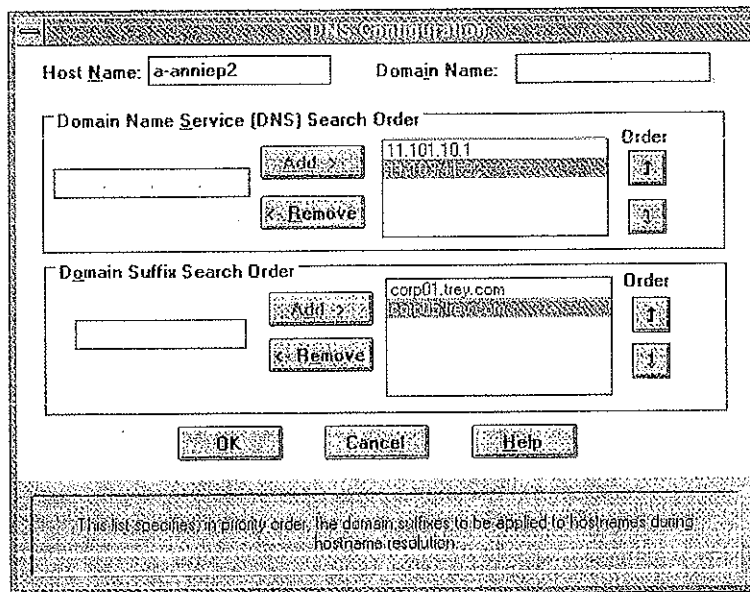 DNS Configuration
Host Name: a-anniep2 Domain Name:
Domain Name Service (DNS) Search Order
Add ->
<- Remove
11.101.10.1
Order
Domain Suffix Search Order
Add ->
<- Remove
corp01.trey.com
Order
OK Cancel Help
This list specifies, in priority order, the domain suffixes to be applied to hostnames during
hostname resolution.